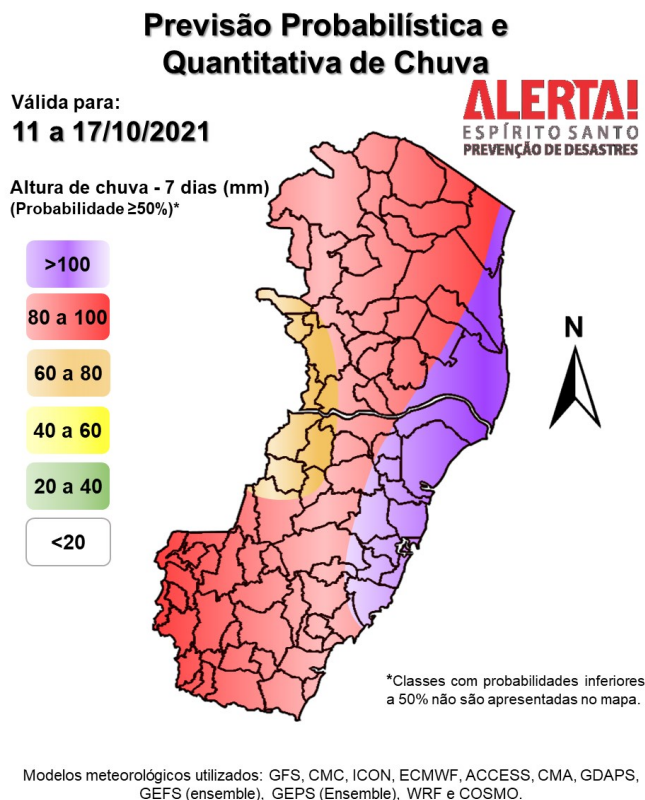 Previsão Probabilística e
Quantitativa de Chuva
Válida para:
11 a 17/10/2021
ALERTA!
ESPÍRITO SANTO
PREVENÇÃO DE DESASTRES
Altura de chuva - 7 dias (mm)
(Probabilidade ≥50%)*
>100
80 a 100
60 a 80
40 a 60
20 a 40
<20
N
*Classes com probabilidades inferiores
a 50% não são apresentadas no mapa.
Modelos meteorológicos utilizados: GFS, CMC, ICON, ECMWF, ACCESS, CMA, GDAPS,
GEFS (ensemble), GEPS (Ensemble), WRF e COSMO.